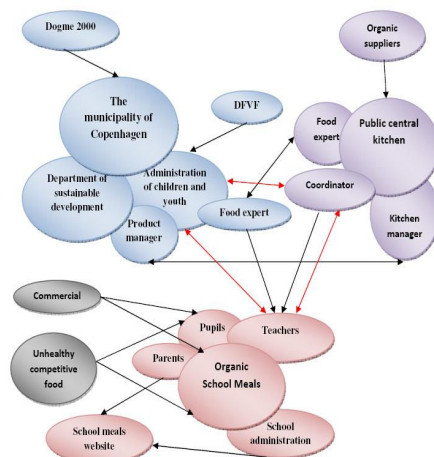 Dogme 2000
Organic
suppliers
The
municipality of
Copenhagen
DFVF
Food
expert
Public central
kitchen
Department of
sustainable
development
Administration
of children and
youth
Coordinator
Food expert
Product
manager
Kitchen
manager
Commercial
Pupils
Teachers
Unhealthy
competitive
food
Parents
Organic
School Meals
School meals
website
School
administration